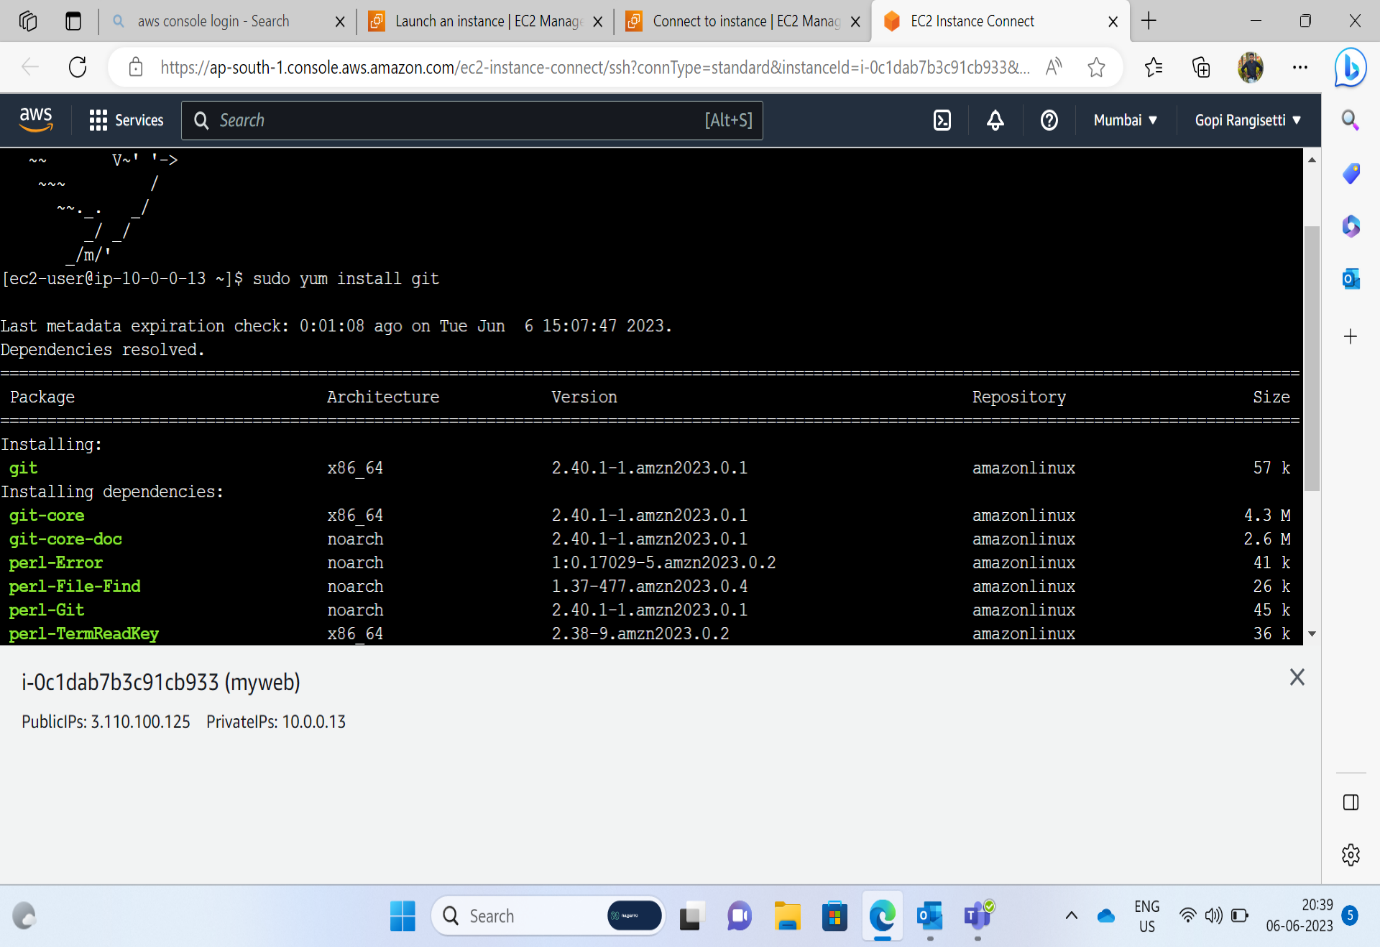 aws console login - Search
Launch an instance | EC2 Manage
Connect to instance | EC2 Manag
EC2 Instance Connect
https://ap-south-1.console.aws.amazon.com/ec2-instance-connect/ssh?connType=standard&instanceId=i-0c1dab7b3c91cb933&...
aws
Services
Search
[Alt+S]
Mumbai
Gopi Rangisetti
~~       V~' '->
~~~         /
~~._.   _/
_/ _/
_/m/'
[ec2-user@ip-10-0-0-13 ~]$ sudo yum install git
Last metadata expiration check: 0:01:08 ago on Tue Jun  6 15:07:47 2023.
Dependencies resolved.
Package Architecture Version Repository Size
Installing:
git x86_64 2.40.1-1.amzn2023.0.1 amazonlinux 57 k
Installing dependencies:
git-core x86_64 2.40.1-1.amzn2023.0.1 amazonlinux 4.3 M
git-core-doc noarch 2.40.1-1.amzn2023.0.1 amazonlinux 2.6 M
perl-Error noarch 1:0.17029-5.amzn2023.0.2 amazonlinux 41 k
perl-File-Find noarch 1.37-477.amzn2023.0.4 amazonlinux 26 k
perl-Git noarch 2.40.1-1.amzn2023.0.1 amazonlinux 45 k
perl-TermReadKey x86_64 2.38-9.amzn2023.0.2 amazonlinux 36 k
i-0c1dab7b3c91cb933 (myweb)
PublicIPs: 3.110.100.125 PrivateIPs: 10.0.0.13
Search
ENG
US
20:39
06-06-2023
5